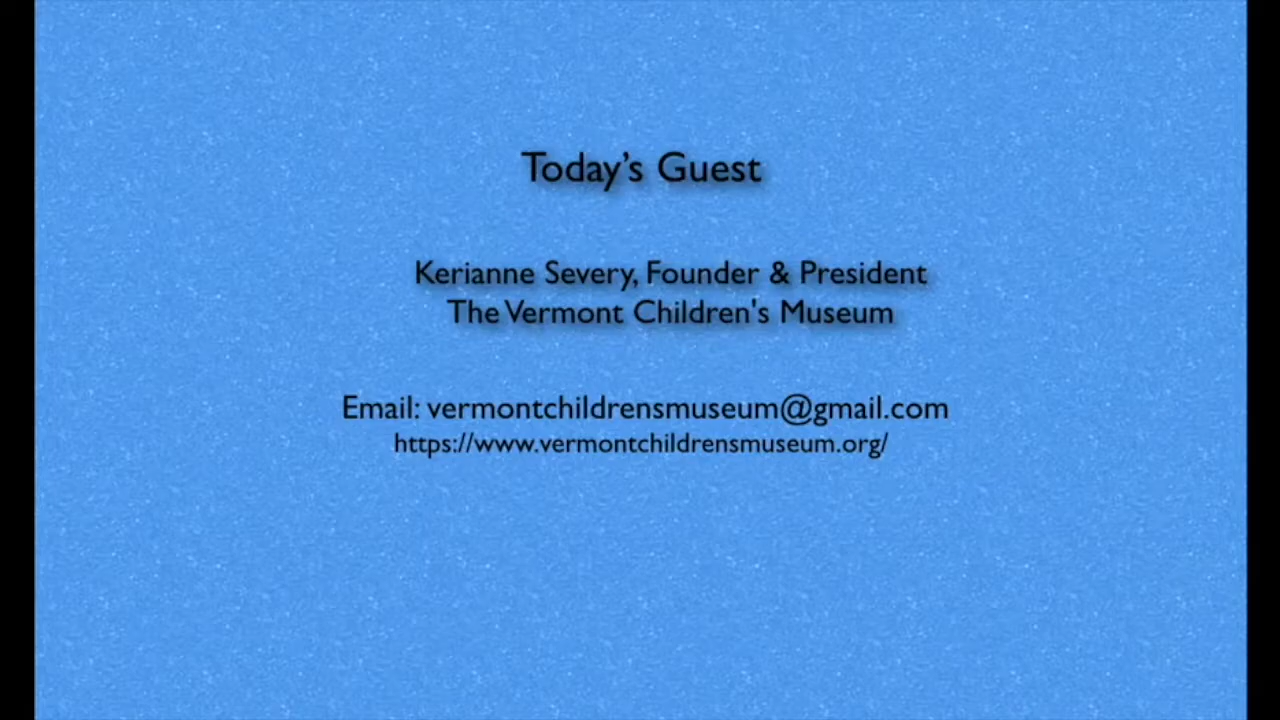 Today’s Guest
Kerianne Severy, Founder & President
The Vermont Children's Museum
Email: vermontchildrensmuseum@gmail.com
https://www.vermontchildrensmuseum.org/